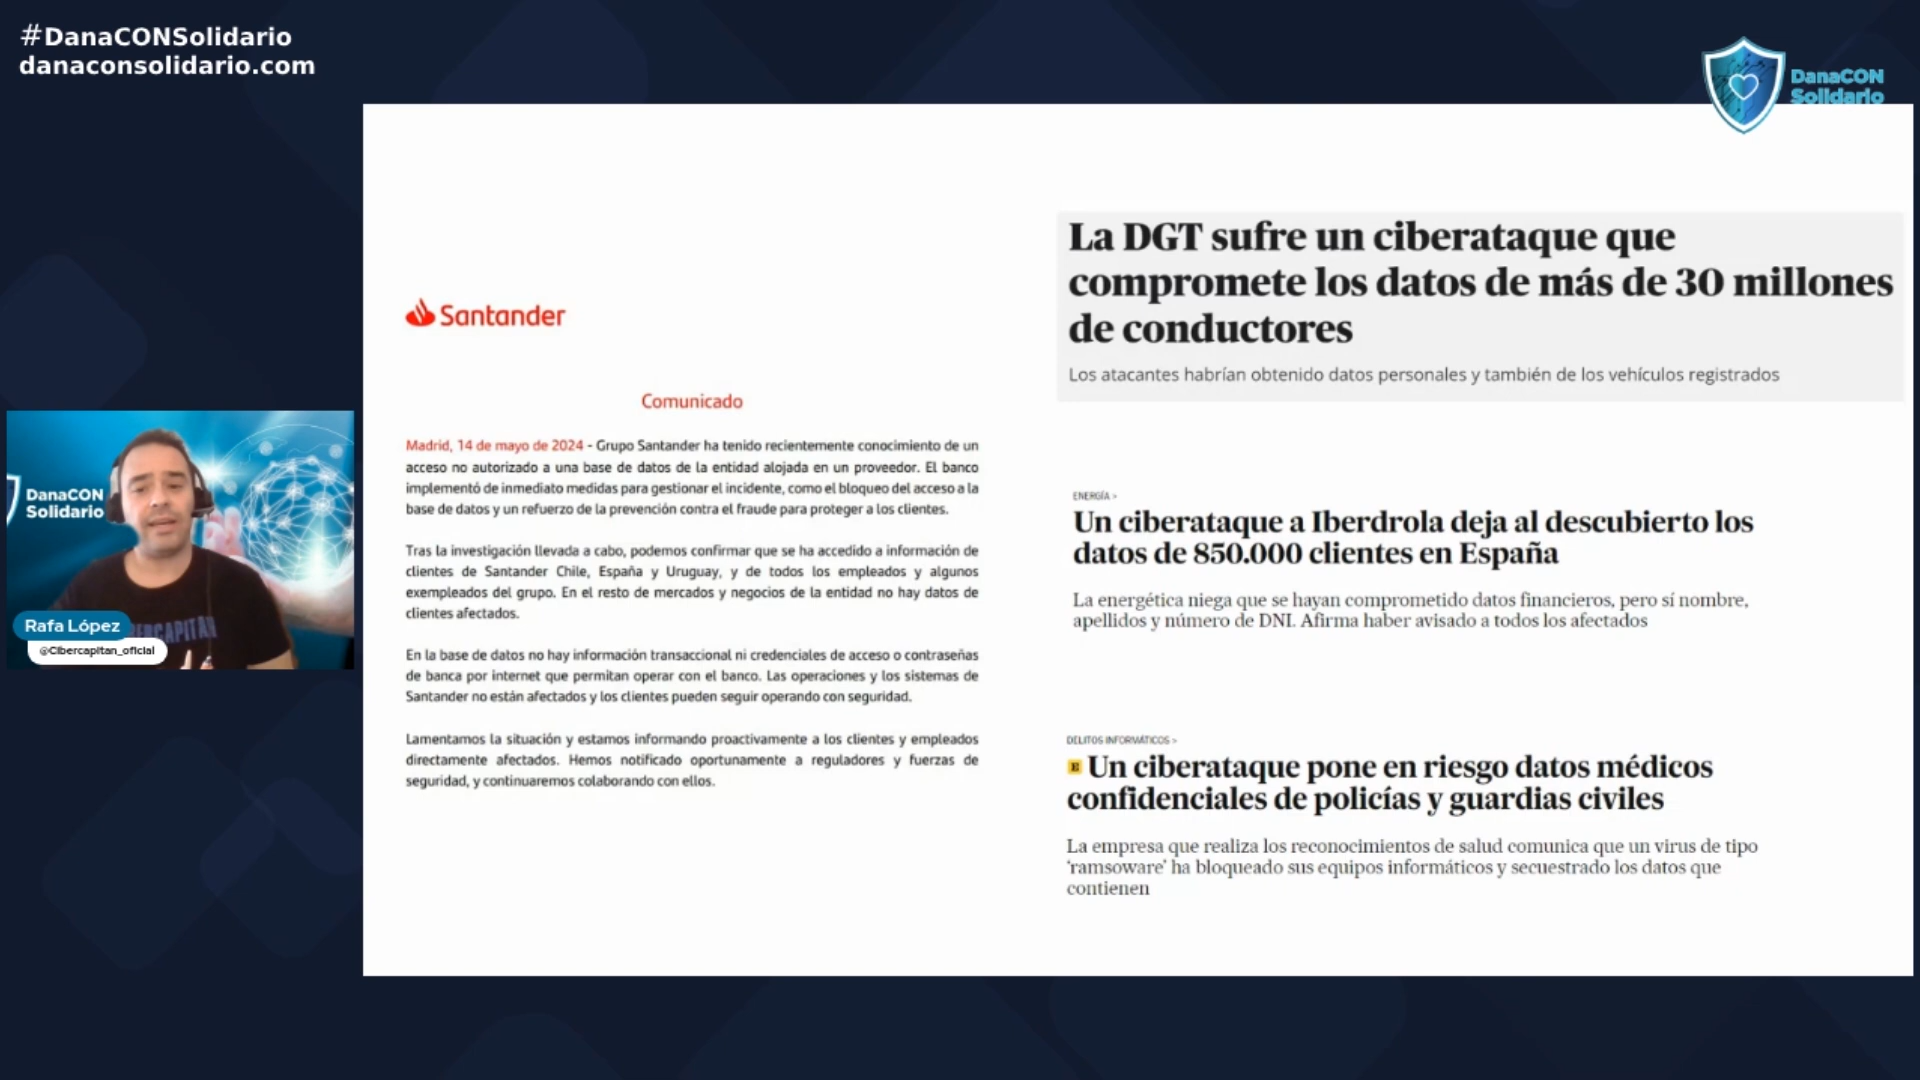 #DanaCONSolidario
danaconsolidario.com
DanaCON
Solidario
Santander
Comunicado
Madrid, 14 de mayo de 2024 - Grupo Santander ha tenido recientemente conocimiento de un
acceso no autorizado a una base de datos de la entidad alojada en un proveedor. El banco
implementó de inmediato medidas para gestionar el incidente, como el bloqueo del acceso a la
base de datos y un refuerzo de la prevención contra el fraude para proteger a los clientes.
Tras la investigación llevada a cabo, podemos confirmar que se ha accedido a información de
clientes de Santander Chile, España y Uruguay, y de todos los empleados y algunos
exempleados del grupo. En el resto de mercados y negocios de la entidad no hay datos de
clientes afectados.
En la base de datos no hay información transaccional ni credenciales de acceso o contraseñas
de banca por internet que permitan operar con el banco. Las operaciones y los sistemas de
Santander no están afectados y los clientes pueden seguir operando con seguridad.
Lamentamos la situación y estamos informando proactivamente a los clientes y empleados
directamente afectados. Hemos notificado oportunamente a reguladores y fuerzas de
seguridad, y continuaremos colaborando con ellos.
La DGT sufre un ciberataque que
compromete los datos de más de 30 millones
de conductores
Los atacantes habrían obtenido datos personales y también de los vehículos registrados
ENERGÍA >
Un ciberataque a Iberdrola deja al descubierto los
datos de 850.000 clientes en España
La energética niega que se hayan comprometido datos financieros, pero sí nombre,
apellidos y número de DNI. Afirma haber avisado a todos los afectados
DELITOS INFORMÁTICOS >
E Un ciberataque pone en riesgo datos médicos
confidenciales de policías y guardias civiles
La empresa que realiza los reconocimientos de salud comunica que un virus de tipo
‘ramsoware’ ha bloqueado sus equipos informáticos y secuestrado los datos que
contienen
DanaCON
Solidario
Rafa López
@Cibercapitan_oficial